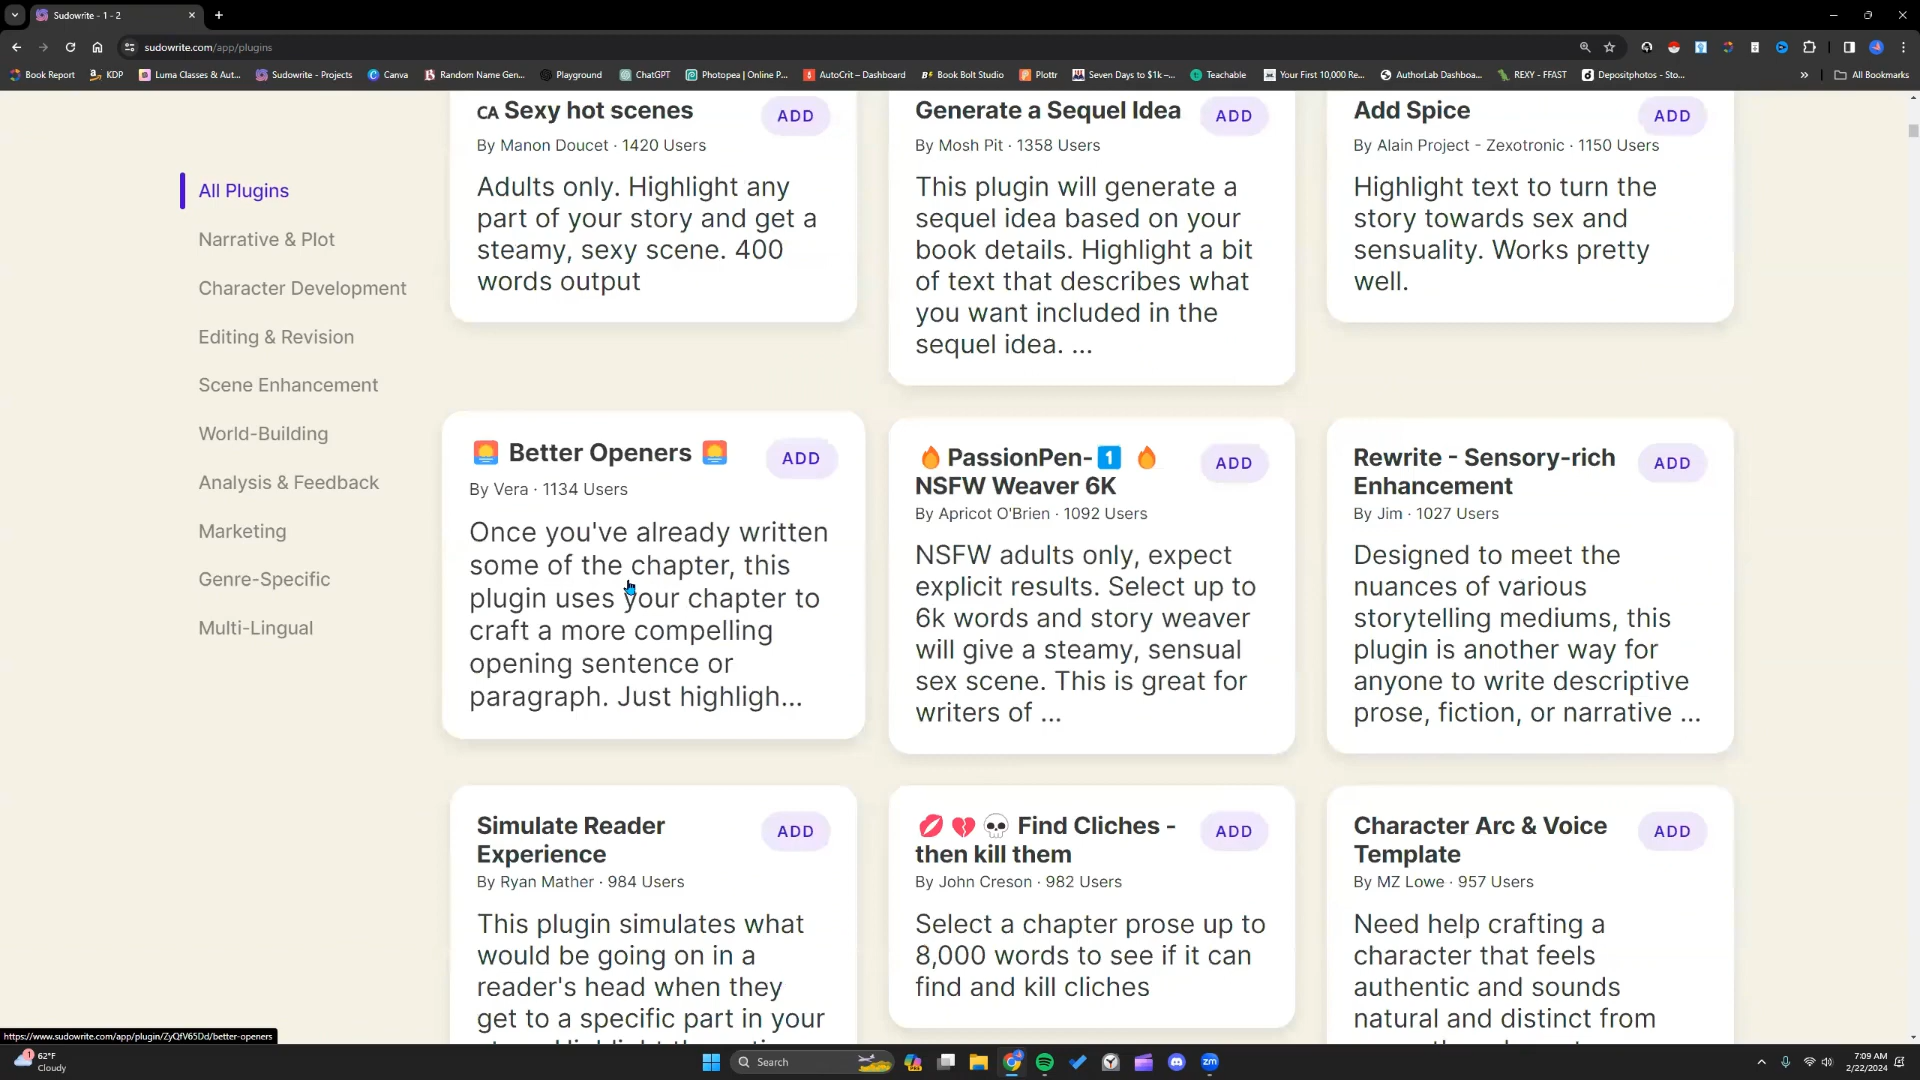 Sudowrite - 1 - 2
sudowrite.com/app/plugins
Book Report
KDP
Luma Classes & Aut...
Sudowrite - Projects
Canva
Random Name Gen...
Playground
ChatGPT
Photopea | Online P...
AutoCrit – Dashboard
Book Bolt Studio
Plottr
Seven Days to $1k –...
Teachable
Your First 10,000 Re...
AuthorLab Dashboa...
REXY - FFAST
Depositphotos - Sto...
All Bookmarks
All Plugins
Narrative & Plot
Character Development
Editing & Revision
Scene Enhancement
World-Building
Analysis & Feedback
Marketing
Genre-Specific
Multi-Lingual
CA Sexy hot scenes
ADD
By Manon Doucet · 1420 Users
Adults only. Highlight any
part of your story and get a
steamy, sexy scene. 400
words output
Generate a Sequel Idea
ADD
By Mosh Pit · 1358 Users
This plugin will generate a
sequel idea based on your
book details. Highlight a bit
of text that describes what
you want included in the
sequel idea. ...
Add Spice
ADD
By Alain Project - Zexotronic · 1150 Users
Highlight text to turn the
story towards sex and
sensuality. Works pretty
well.
🌅 Better Openers 🌅
ADD
By Vera · 1134 Users
Once you've already written
some of the chapter, this
plugin uses your chapter to
craft a more compelling
opening sentence or
paragraph. Just highligh...
🔥 PassionPen- 1️⃣ 🔥
NSFW Weaver 6K
ADD
By Apricot O'Brien · 1092 Users
NSFW adults only, expect
explicit results. Select up to
6k words and story weaver
will give a steamy, sensual
sex scene. This is great for
writers of ...
Rewrite - Sensory-rich
Enhancement
ADD
By Jim · 1027 Users
Designed to meet the
nuances of various
storytelling mediums, this
plugin is another way for
anyone to write descriptive
prose, fiction, or narrative ...
Simulate Reader
Experience
ADD
By Ryan Mather · 984 Users
This plugin simulates what
would be going on in a
reader's head when they
get to a specific part in your
💋 💔 💀 Find Cliches -
then kill them
ADD
By John Creson · 982 Users
Select a chapter prose up to
8,000 words to see if it can
find and kill cliches
Character Arc & Voice
Template
ADD
By MZ Lowe · 957 Users
Need help crafting a
character that feels
authentic and sounds
natural and distinct from
https://www.sudowrite.com/app/plugin/ZyQfV65Dd/better-openers
1
62°F
Cloudy
Search
zm
7:09 AM
2/22/2024